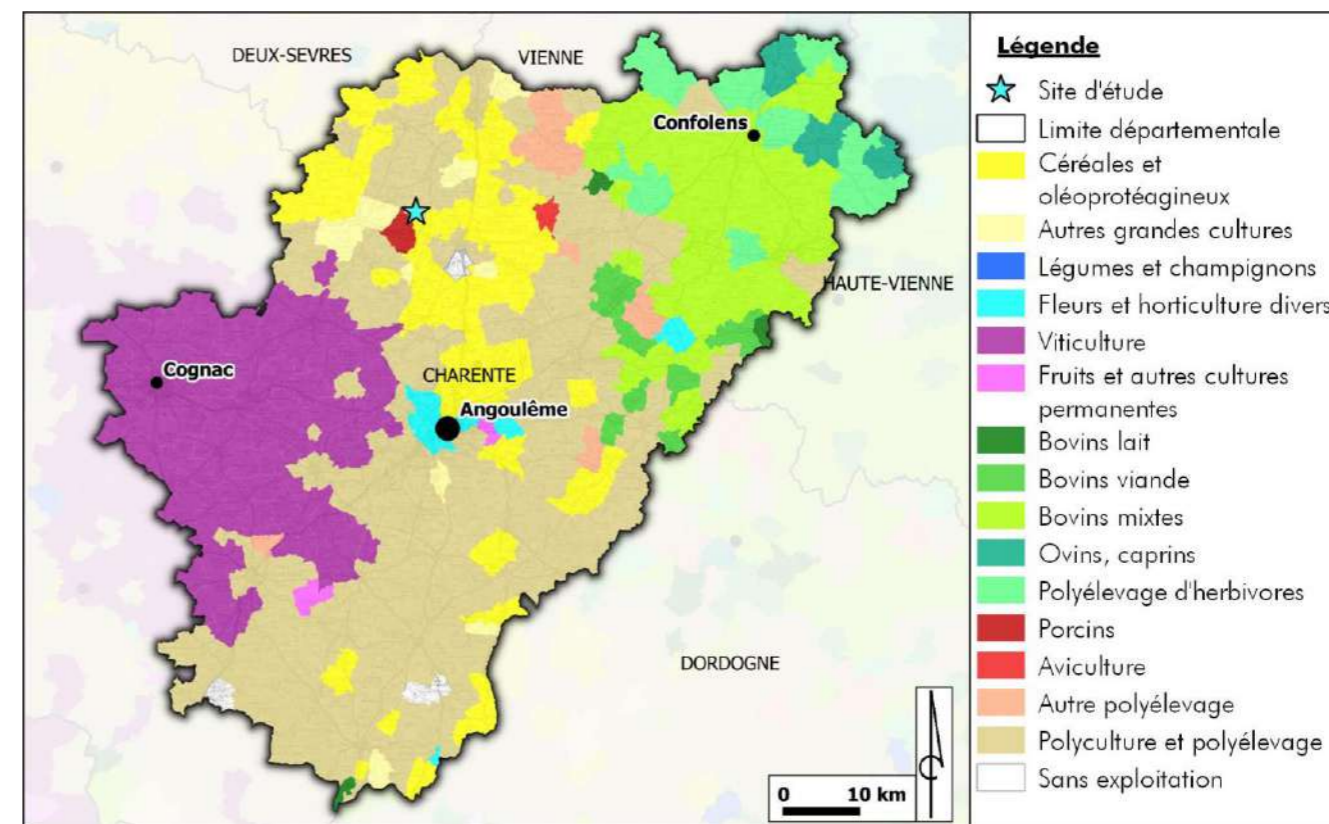 DEUX-SEVRES
VIENNE
Confolens
HAUTE-VIENNE
Cognac
CHARENTE
Angoulême
DORDOGNE
0 10 km
Légende
Site d'étude
Limite départementale
Céréales et
oléoprotéagineux
Autres grandes cultures
Légumes et champignons
Fleurs et horticulture divers
Viticulture
Fruits et autres cultures
permanentes
Bovins lait
Bovins viande
Bovins mixtes
Ovins, caprins
Polyélevage d'herbivores
Porcins
Aviculture
Autre polyélevage
Polyculture et polyélevage
Sans exploitation